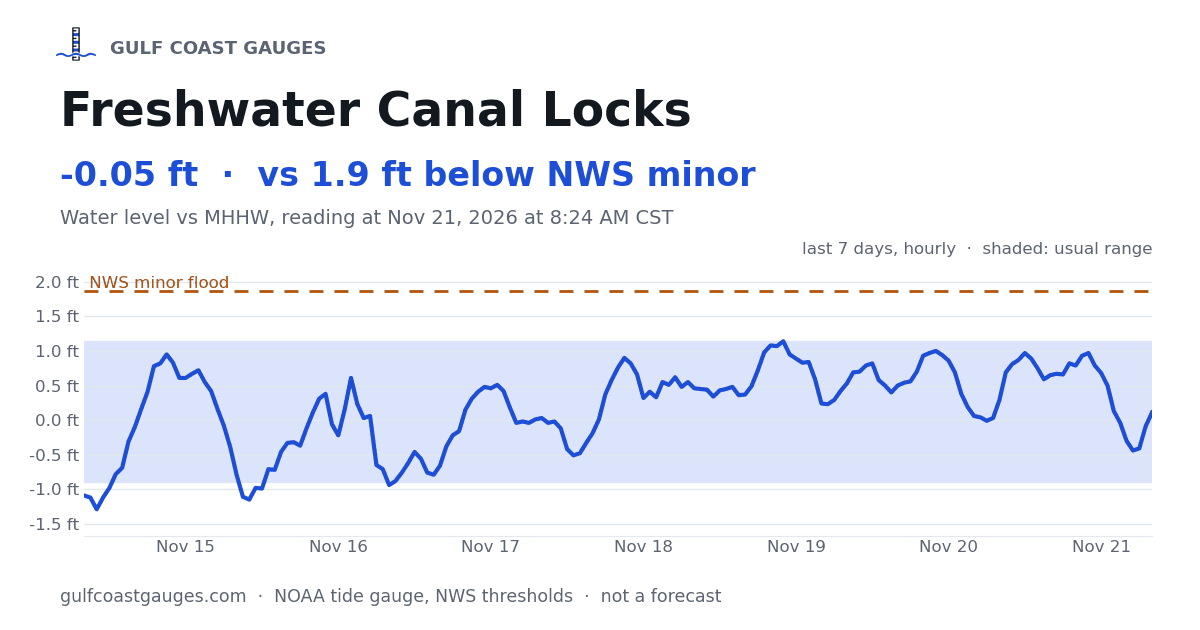 GULF COAST GAUGES
Freshwater Canal Locks
-0.05 ft · vs 1.9 ft below NWS minor
Water level vs MHHW, reading at Nov 21, 2026 at 8:24 AM CST
last 7 days, hourly · shaded: usual range
2.0 ft
NWS minor flood
1.5 ft
1.0 ft
0.5 ft
0.0 ft
-0.5 ft
-1.0 ft
-1.5 ft
Nov 15 Nov 16 Nov 17 Nov 18 Nov 19 Nov 20 Nov 21
gulfcoastgauges.com · NOAA tide gauge, NWS thresholds · not a forecast